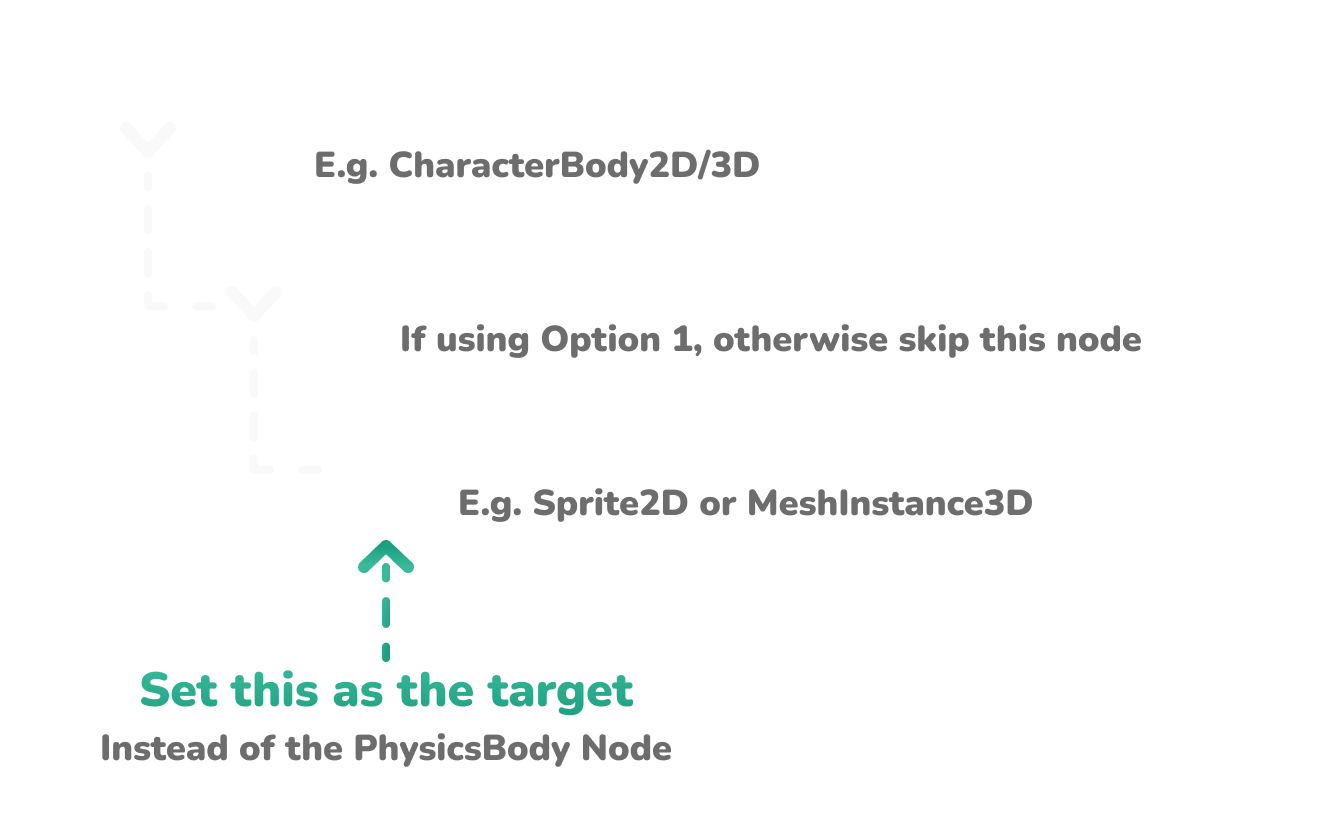 E.g. CharacterBody2D/3D
If using Option 1, otherwise skip this node
E.g. Sprite2D or MeshInstance3D
Set this as the target
Instead of the PhysicsBody Node